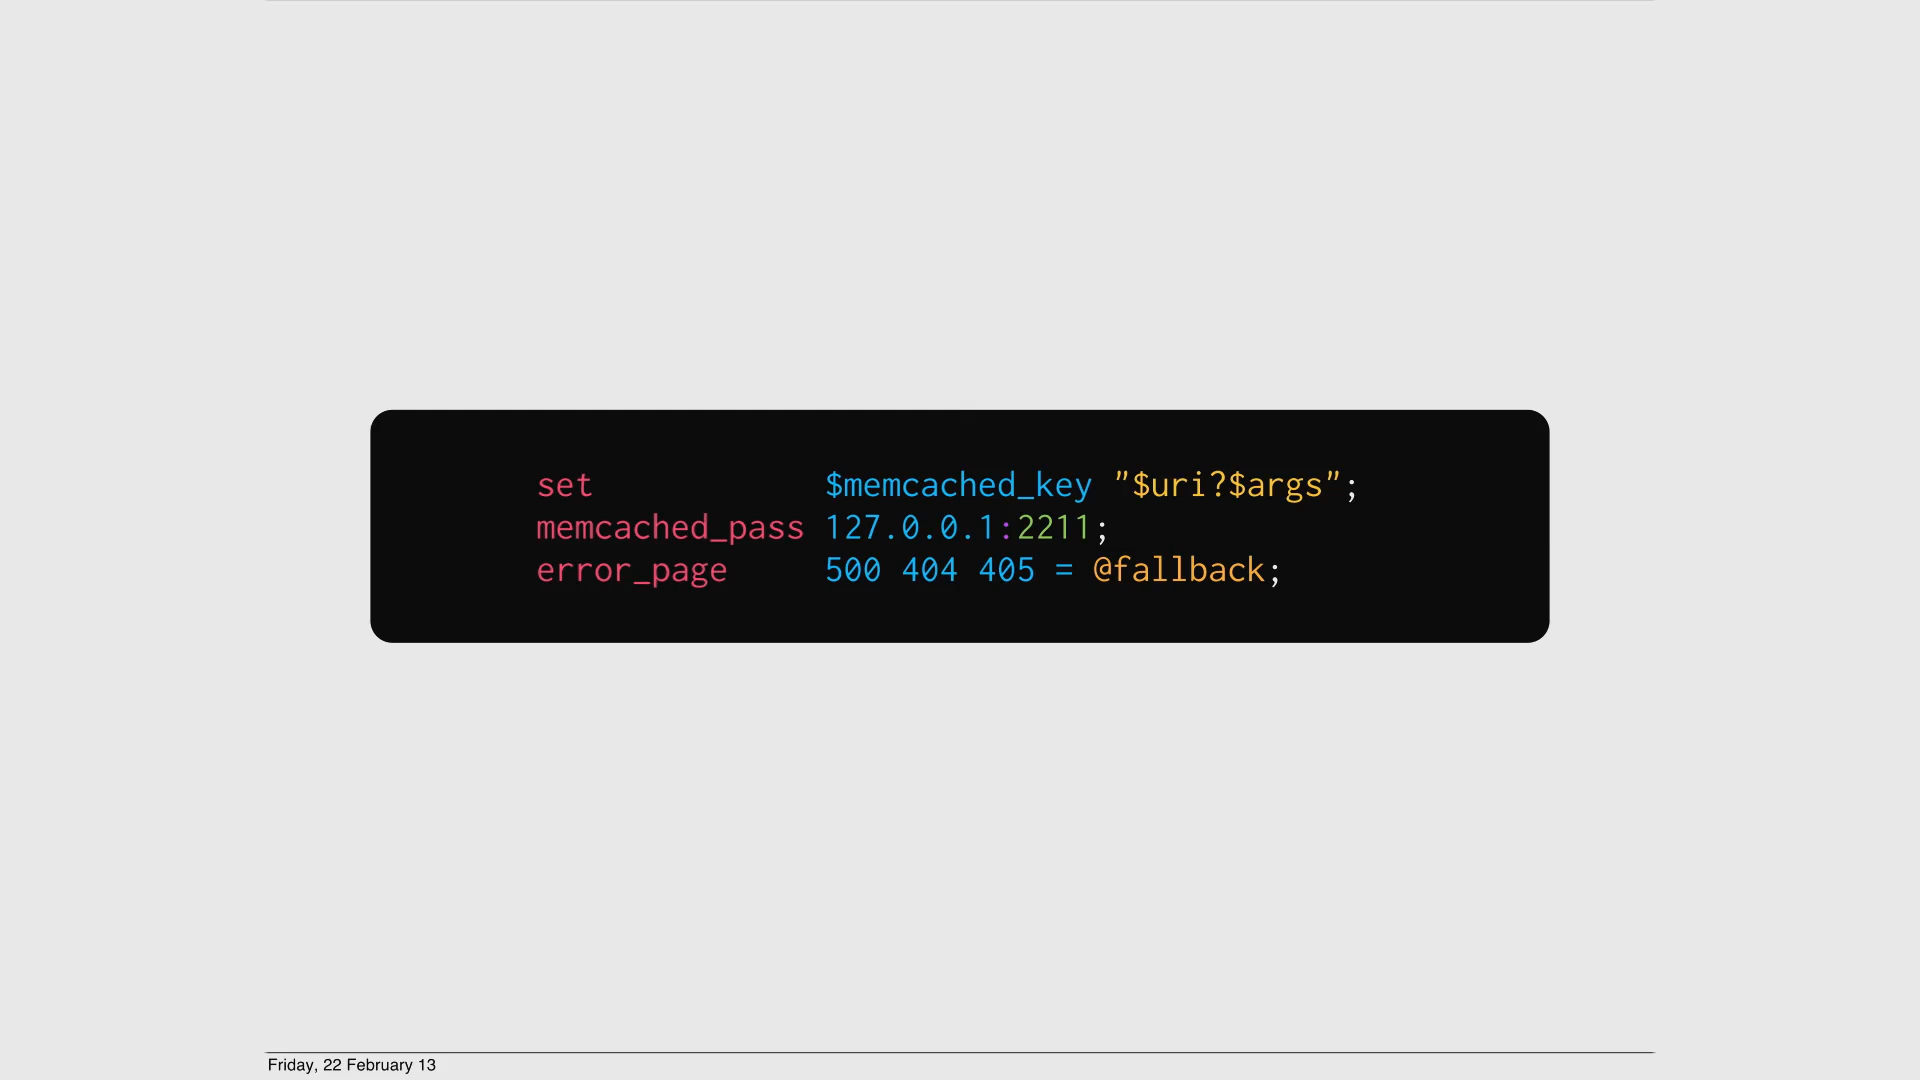 set $memcached_key "$uri?$args";
memcached_pass 127.0.0.1:2211;
error_page 500 404 405 = @fallback;
Friday, 22 February 13